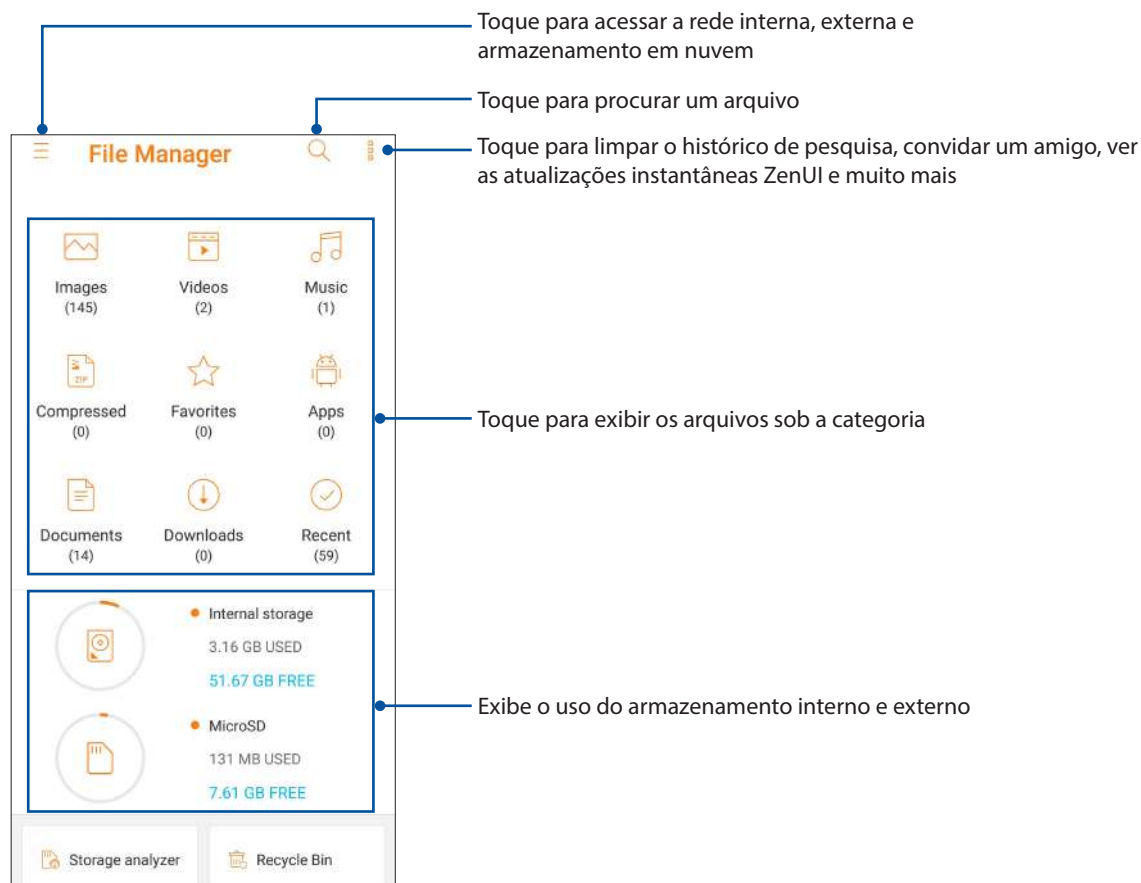 Toque para acessar a rede interna, externa e
armazenamento em nuvem
Toque para procurar um arquivo
File Manager
Toque para limpar o histórico de pesquisa, convidar um amigo, ver
as atualizações instantâneas ZenUI e muito mais
Images
(145)
Videos
(2)
Music
(1)
ZIP
Compressed
(0)
Favorites
(0)
Apps
(0)
Toque para exibir os arquivos sob a categoria
Documents
(14)
Downloads
(0)
Recent
(59)
Internal storage
3.16 GB USED
51.67 GB FREE
MicroSD
131 MB USED
7.61 GB FREE
Exibe o uso do armazenamento interno e externo
Storage analyzer
Recycle Bin